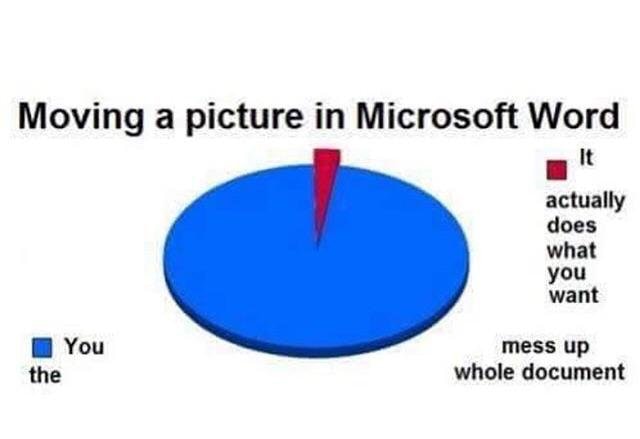 Moving a picture in Microsoft Word
It
actually
does
what
you
want
You mess up
the whole document